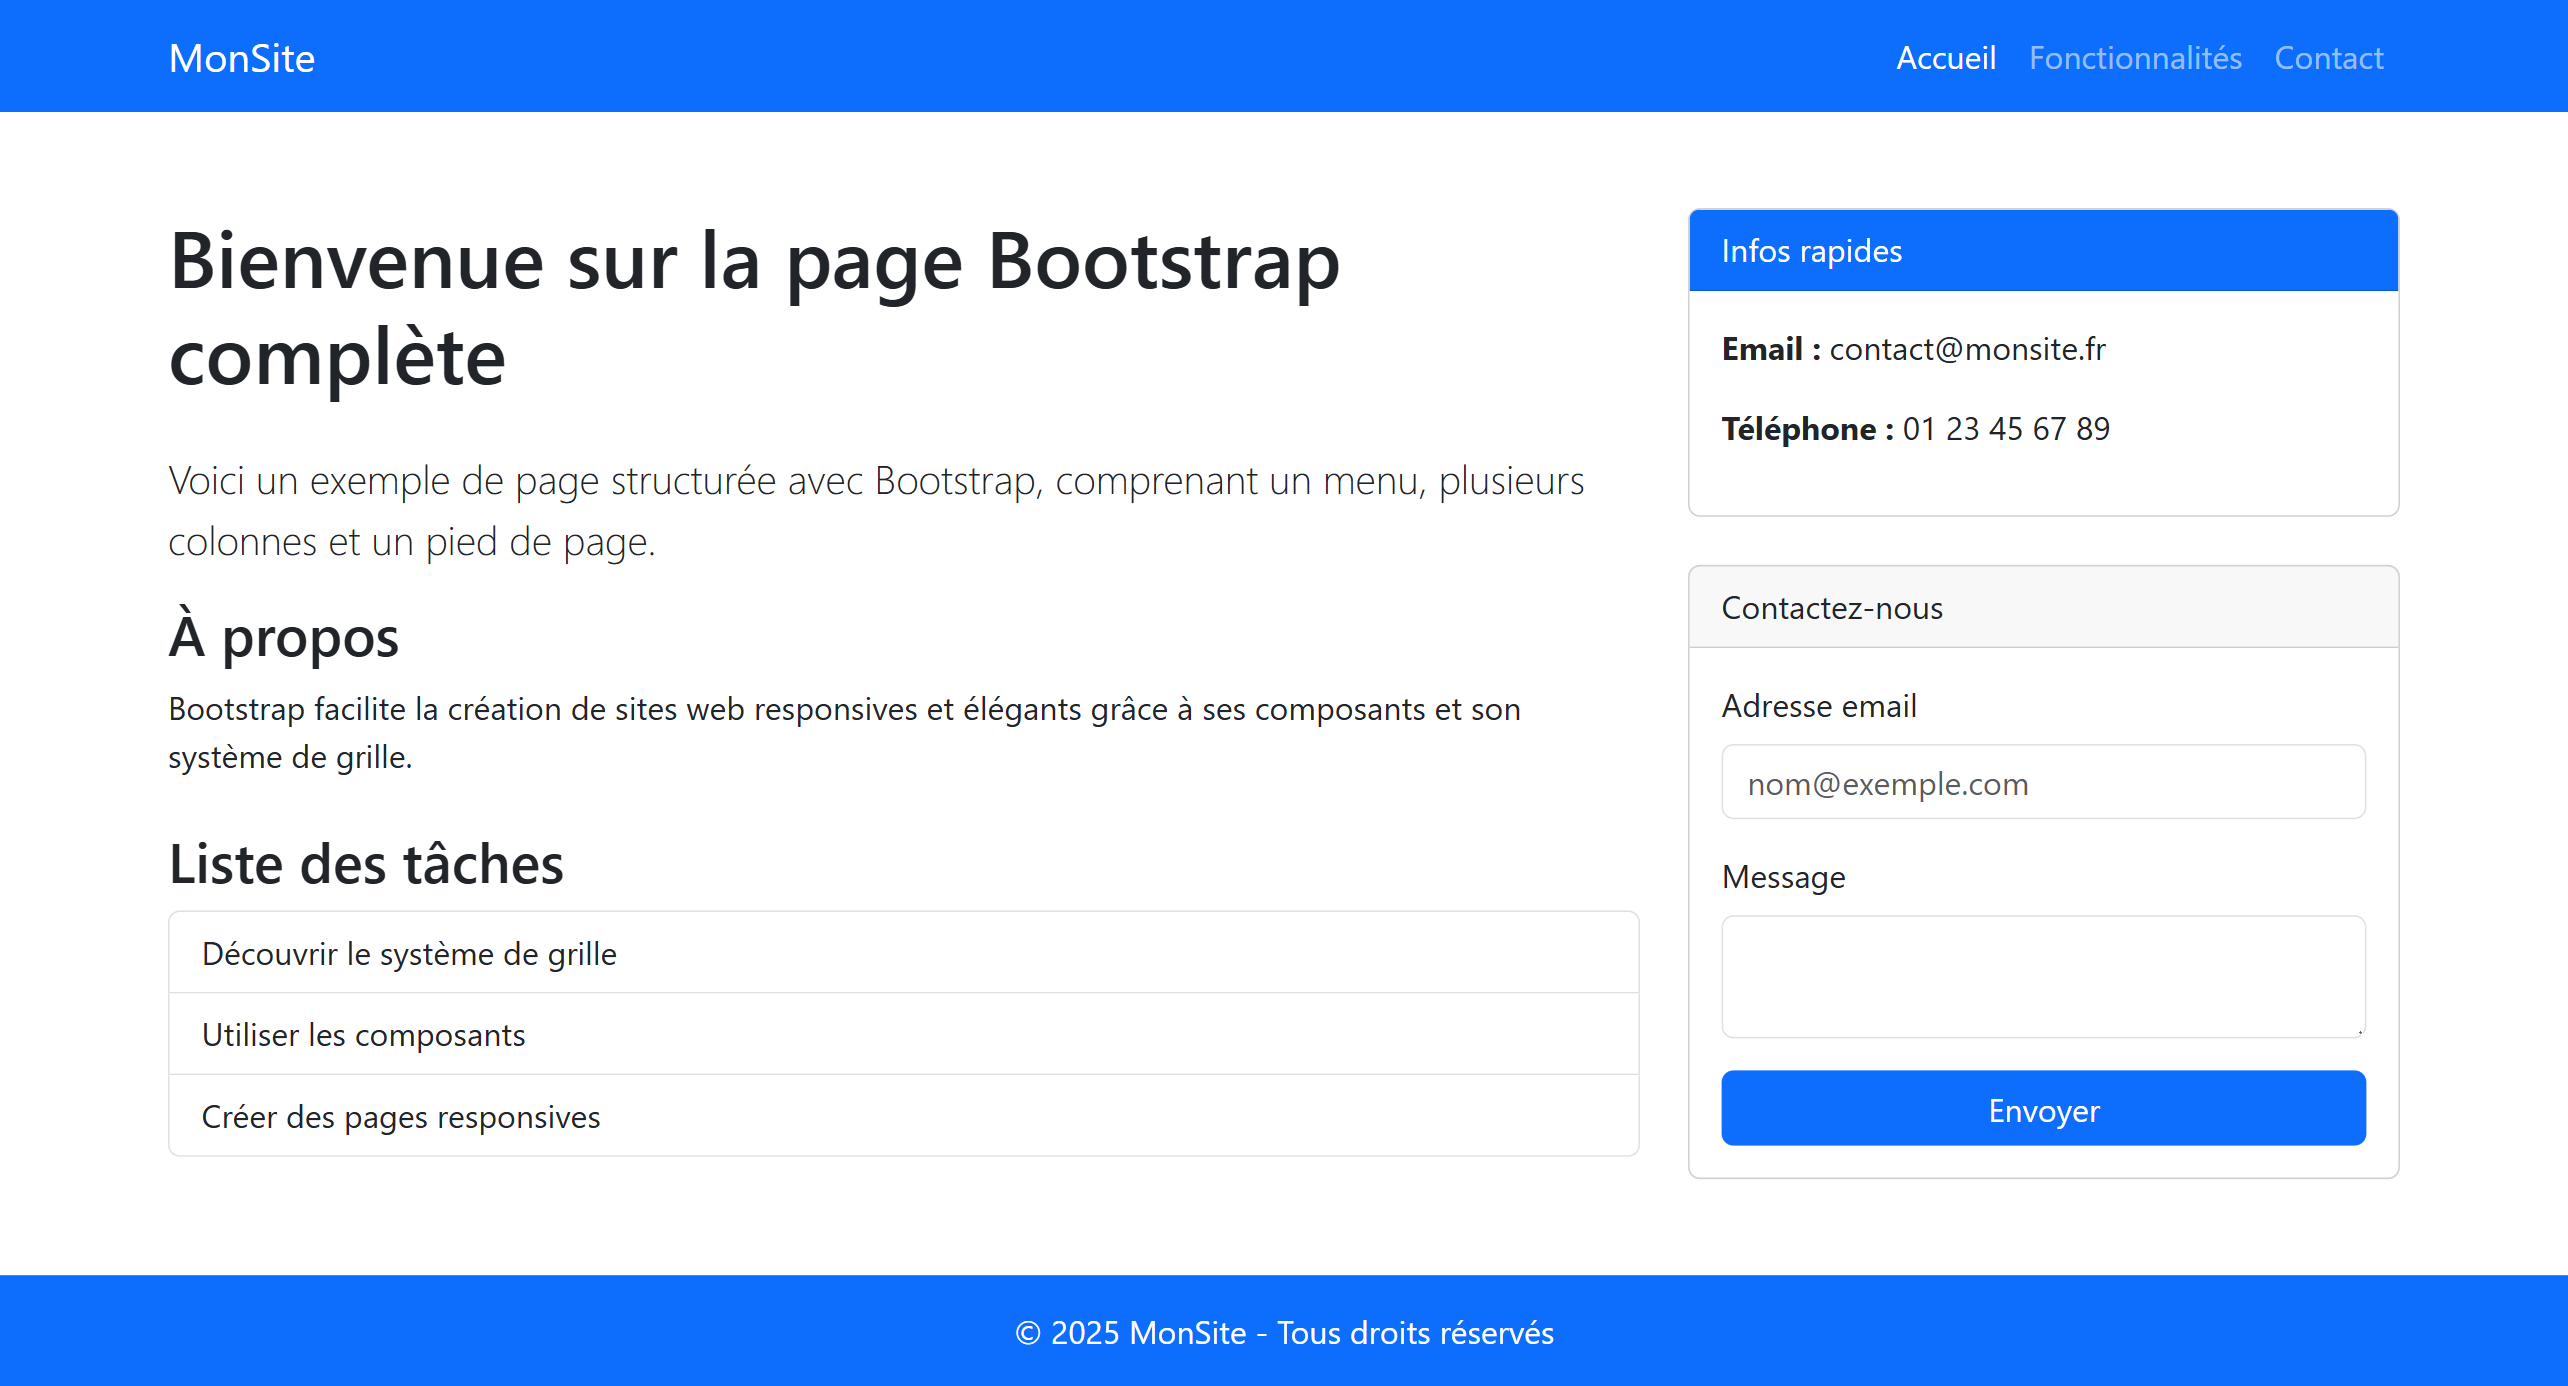 MonSite
Accueil Fonctionnalités Contact
Bienvenue sur la page Bootstrap
complète
Voici un exemple de page structurée avec Bootstrap, comprenant un menu, plusieurs
colonnes et un pied de page.
À propos
Bootstrap facilite la création de sites web responsives et élégants grâce à ses composants et son
système de grille.
Liste des tâches
Découvrir le système de grille
Utiliser les composants
Créer des pages responsives
Infos rapides
Email : contact@monsite.fr
Téléphone : 01 23 45 67 89
Contactez-nous
Adresse email
nom@exemple.com
Message
Envoyer
© 2025 MonSite - Tous droits réservés